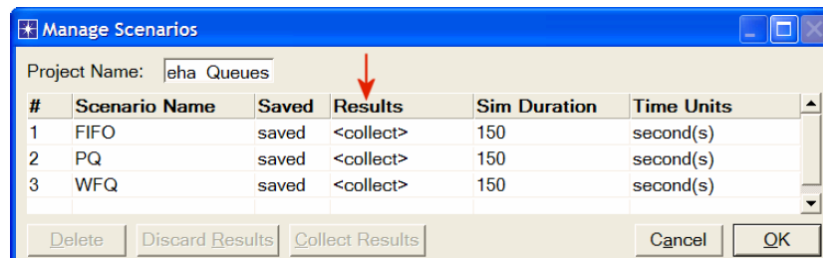 Manage Scenarios
Project Name: eha Queues
# Scenario Name Saved Results Sim Duration Time Units
1 FIFO saved <collect> 150 second(s)
2 PQ saved <collect> 150 second(s)
3 WFQ saved <collect> 150 second(s)
Delete Discard Results Collect Results Cancel OK